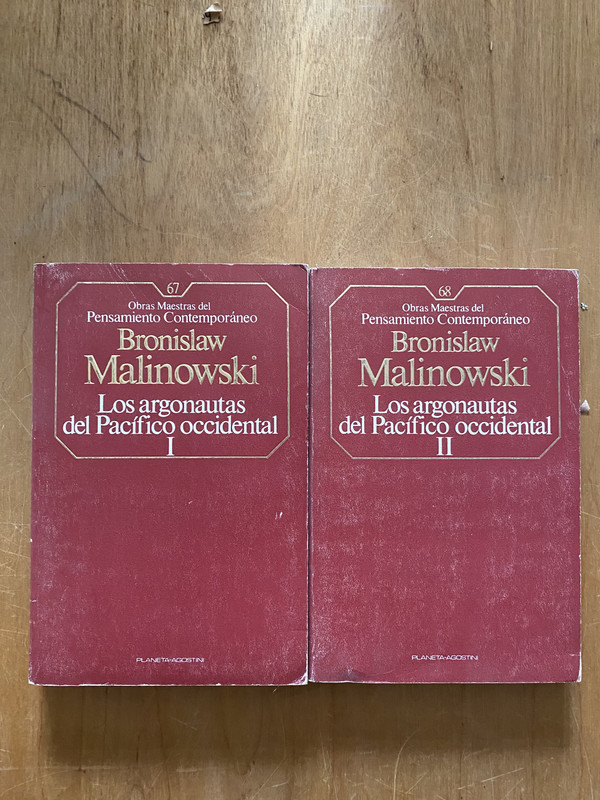 67
Obras Maestras del
Pensamiento Contemporáneo
Bronislaw
Malinowski
Los argonautas
del Pacífico occidental
I
PLANETA-AGOSTINI
68
Obras Maestras del
Pensamiento Contemporáneo
Bronislaw
Malinowski
Los argonautas
del Pacífico occidental
II
PLANETA-AGOSTINI